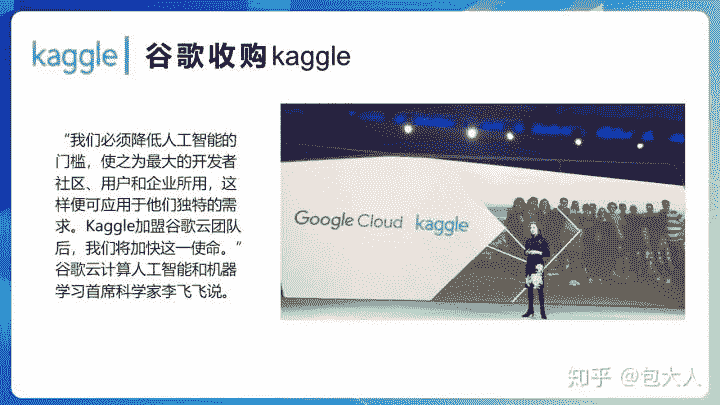 kaggle 谷歌收购kaggle
“我们必须降低人工智能的
门槛，使之为最大的开发者
社区、用户和企业所用，这
样便可应用于他们独特的需
求。Kaggle加盟谷歌云团队
后，我们将加快这一使命。”
谷歌云计算人工智能和机器
学习首席科学家李飞飞说。
Google Cloud kaggle
知乎 @包大人